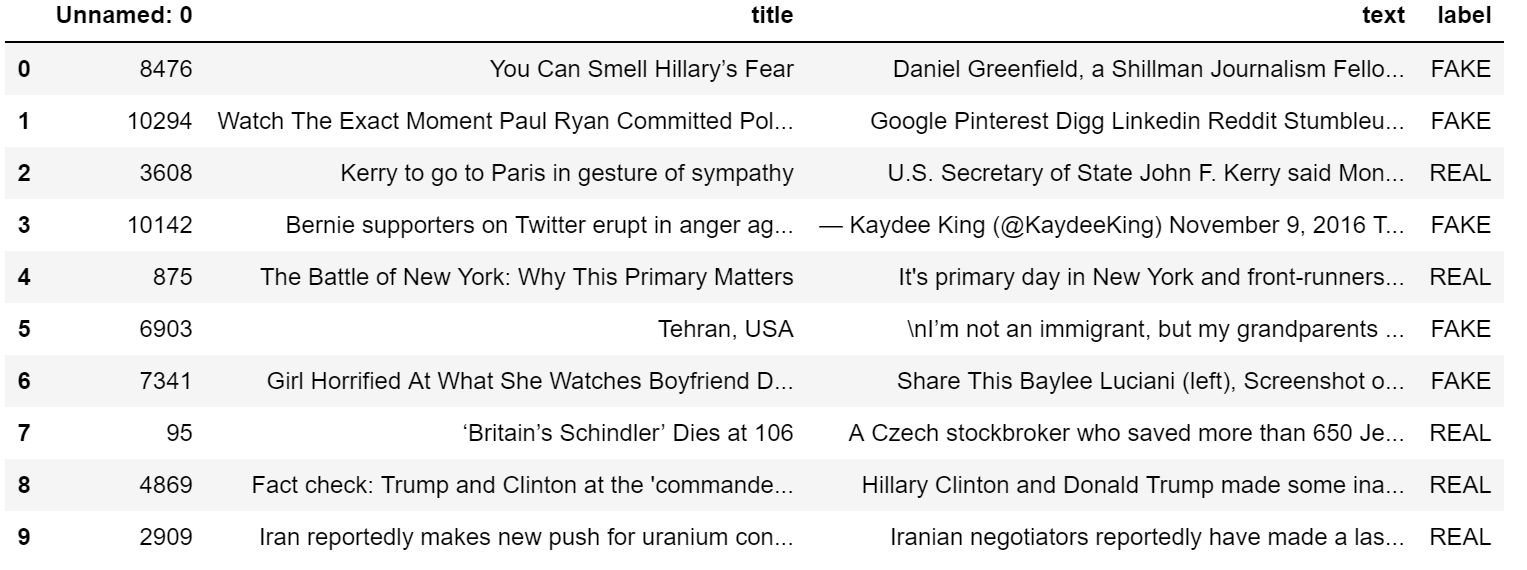 Unnamed: 0 title text label
0 8476 You Can Smell Hillary’s Fear Daniel Greenfield, a Shillman Journalism Fello... FAKE
1 10294 Watch The Exact Moment Paul Ryan Committed Pol... Google Pinterest Digg Linkedin Reddit Stumbleu... FAKE
2 3608 Kerry to go to Paris in gesture of sympathy U.S. Secretary of State John F. Kerry said Mon... REAL
3 10142 Bernie supporters on Twitter erupt in anger ag... — Kaydee King (@KaydeeKing) November 9, 2016 T... FAKE
4 875 The Battle of New York: Why This Primary Matters It's primary day in New York and front-runners... REAL
5 6903 Tehran, USA \nI’m not an immigrant, but my grandparents ... FAKE
6 7341 Girl Horrified At What She Watches Boyfriend D... Share This Baylee Luciani (left), Screenshot o... FAKE
7 95 ‘Britain’s Schindler’ Dies at 106 A Czech stockbroker who saved more than 650 Je... REAL
8 4869 Fact check: Trump and Clinton at the 'commande... Hillary Clinton and Donald Trump made some ina... REAL
9 2909 Iran reportedly makes new push for uranium con... Iranian negotiators reportedly have made a las... REAL